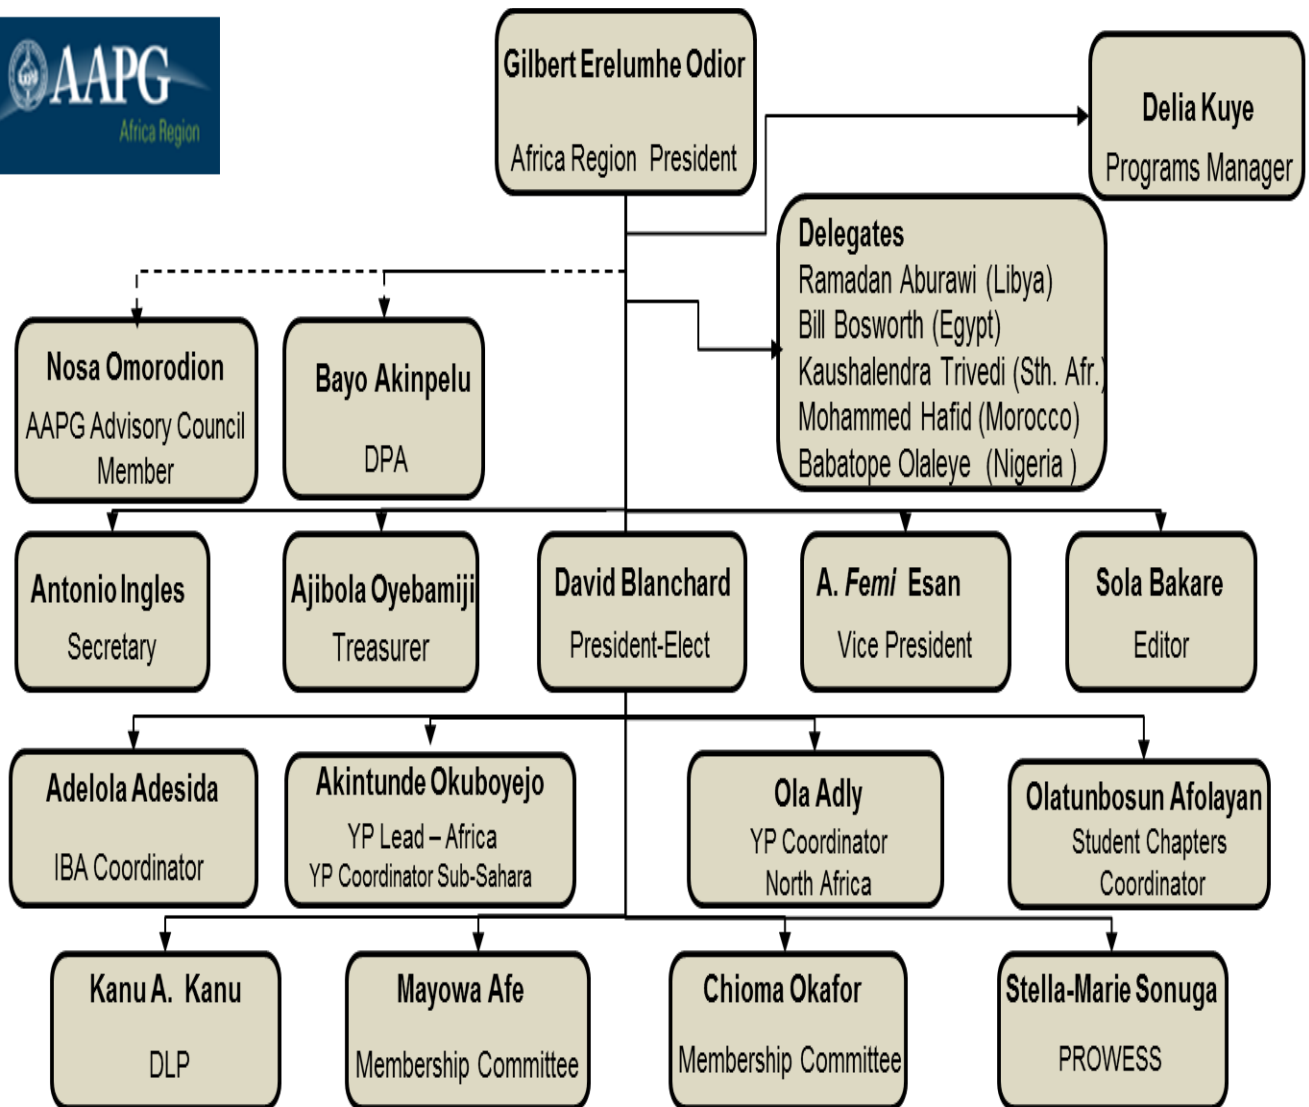 AAPG
Africa Region
Gilbert Erelumhe Odior
Africa Region President
Delia Kuye
Programs Manager
Delegates
Ramadan Aburawi (Libya)
Bill Bosworth (Egypt)
Kaushalendra Trivedi (Sth. Afr.)
Mohammed Hafid (Morocco)
Babatope Olaleye (Nigeria )
Nosa Omorodion
AAPG Advisory Council
Member
Bayo Akinpelu
DPA
Antonio Ingles
Secretary
Ajibola Oyebamiji
Treasurer
David Blanchard
President-Elect
A. Femi Esan
Vice President
Sola Bakare
Editor
Adelola Adesida
IBA Coordinator
Akintunde Okuboyejo
YP Lead – Africa
YP Coordinator Sub-Sahara
Ola Adly
YP Coordinator
North Africa
Olatunbosun Afolayan
Student Chapters
Coordinator
Kanu A. Kanu
DLP
Mayowa Afe
Membership Committee
Chioma Okafor
Membership Committee
Stella-Marie Sonuga
PROWESS